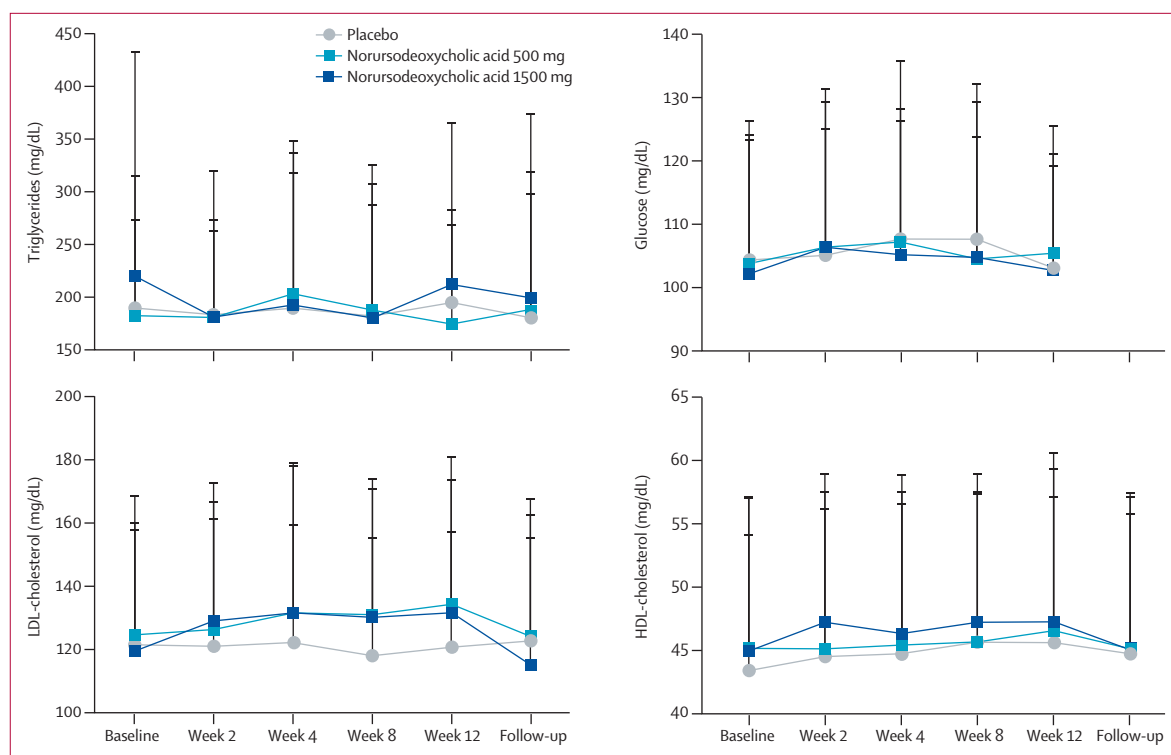 450
400
350
300
250
200
150
Triglycerides (mg/dL)
Placebo
Norursodeoxycholic acid 500 mg
Norursodeoxycholic acid 1500 mg
140
130
120
110
100
90
Glucose (mg/dL)
200
180
160
140
120
100
LDL-cholesterol (mg/dL)
Baseline Week 2 Week 4 Week 8 Week 12 Follow-up
65
60
55
50
45
40
HDL-cholesterol (mg/dL)
Baseline Week 2 Week 4 Week 8 Week 12 Follow-up